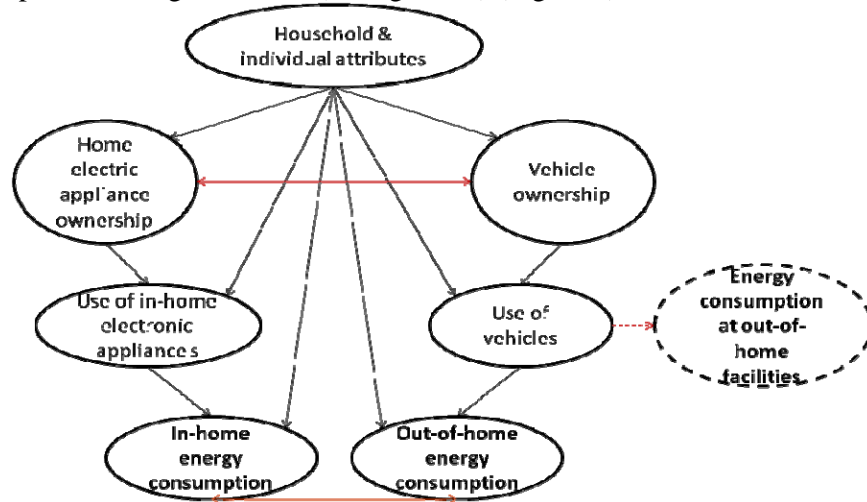 Household &
individual attributes
Home
electric
appliance
ownership
Vehicle
ownership
Use of in-home
electronic
appliances
Use of
vehicles
Energy
consumption
at out-of-
home
facilities
In-home
energy
consumption
Out-of-home
energy
consumption